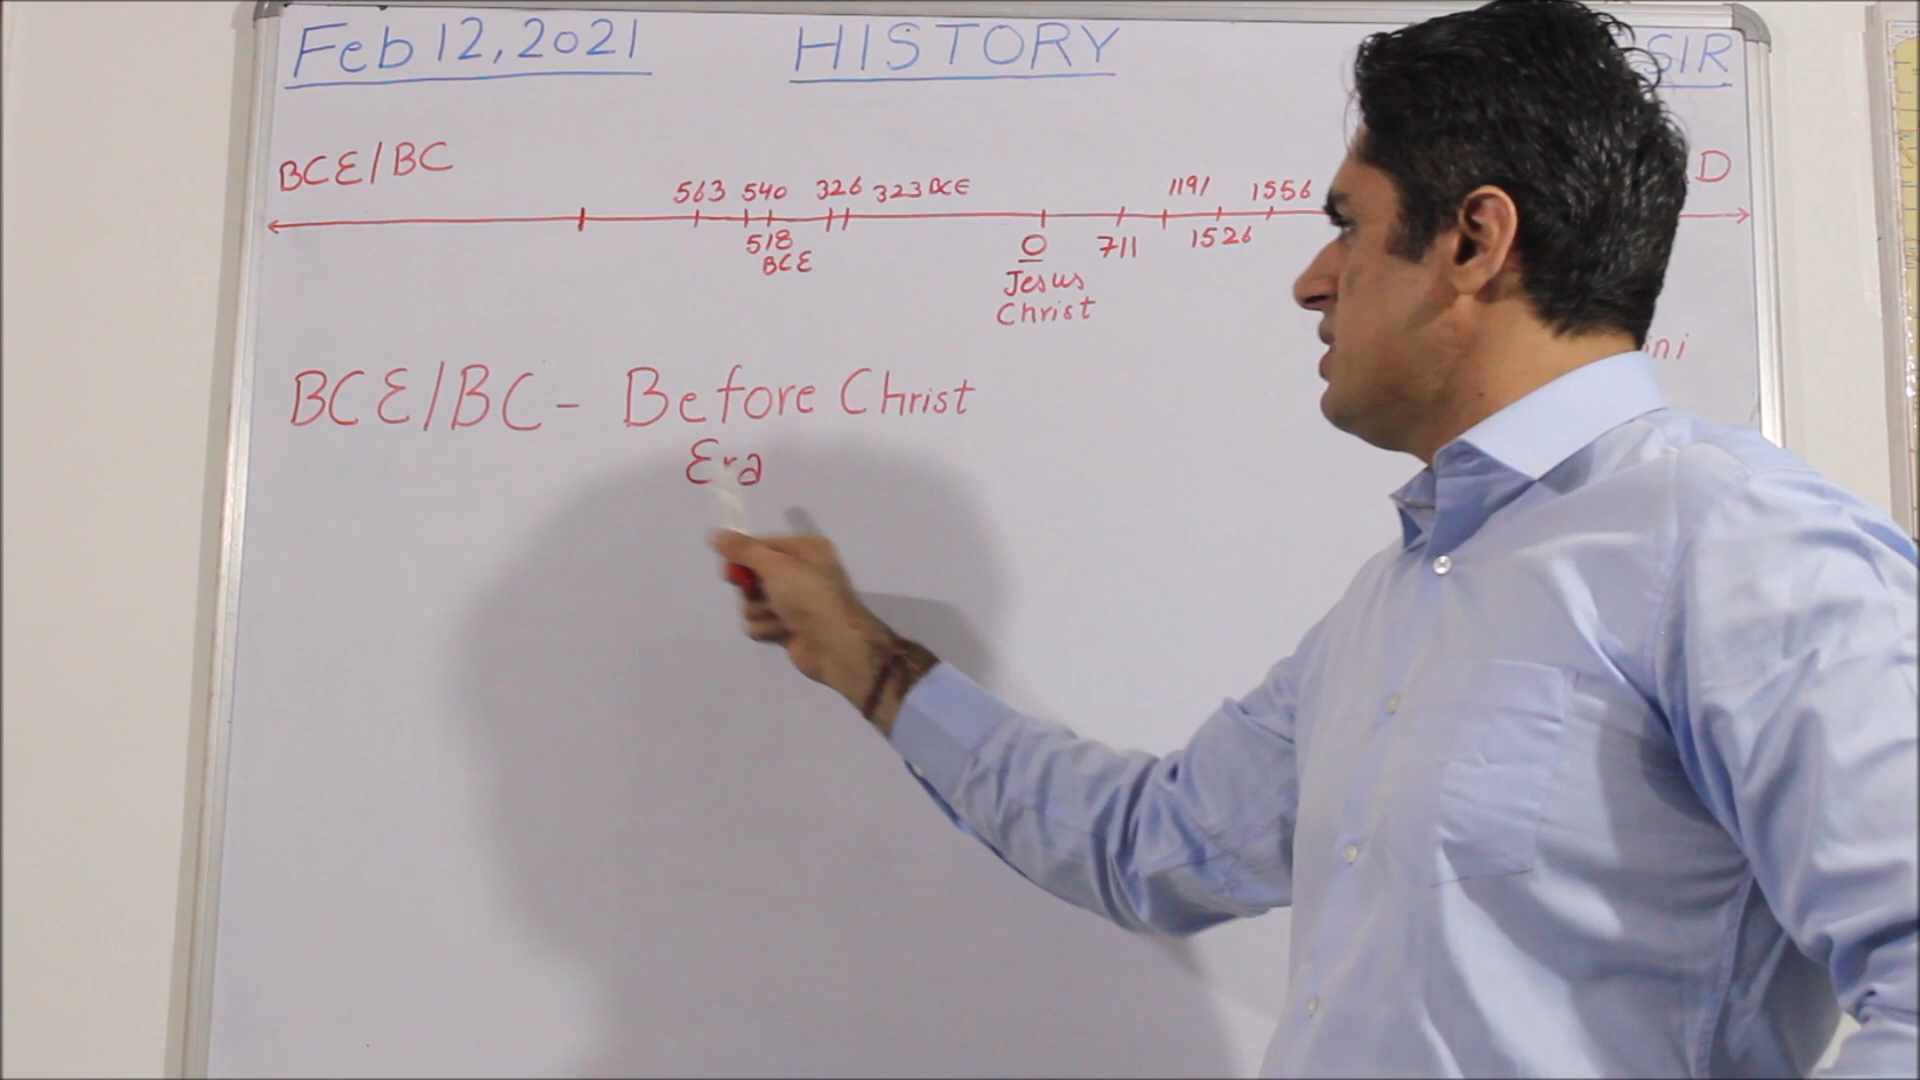 Feb 12, 2021 HISTORY SIR
BCE/BC D
563 540 326 323 BCE 1191 1556
518 BCE 0 711 1526
Jesus
Christ
BCE/BC - Before Christ
Era